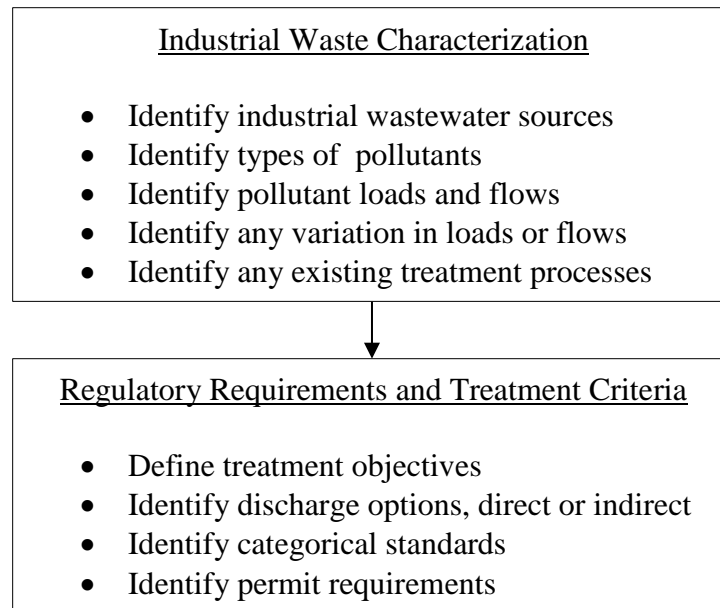 Industrial Waste Characterization
• Identify industrial wastewater sources
• Identify types of pollutants
• Identify pollutant loads and flows
• Identify any variation in loads or flows
• Identify any existing treatment processes
Regulatory Requirements and Treatment Criteria
• Define treatment objectives
• Identify discharge options, direct or indirect
• Identify categorical standards
• Identify permit requirements